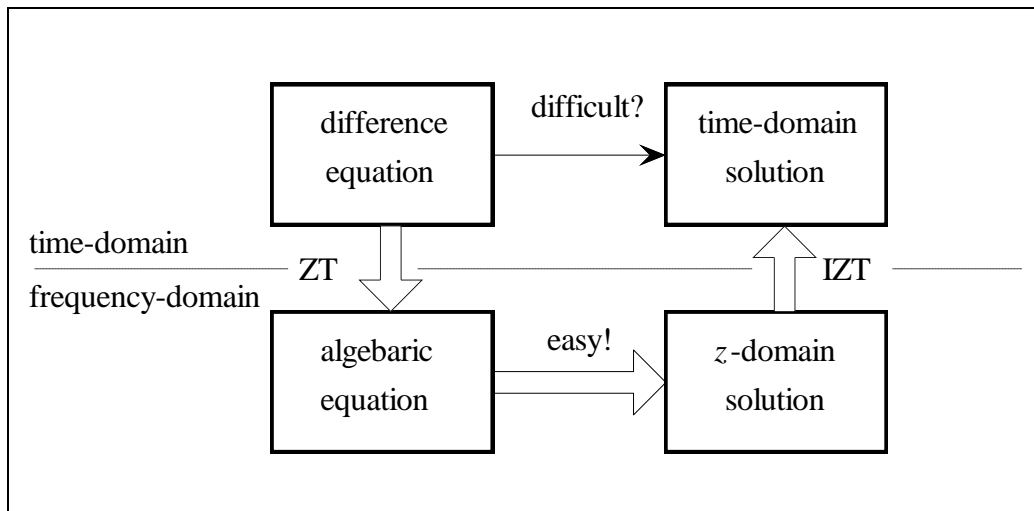 difference
equation
difficult?
time-domain
solution
time-domain
ZT
IZT
frequency-domain
algebaric
equation
easy!
z-domain
solution